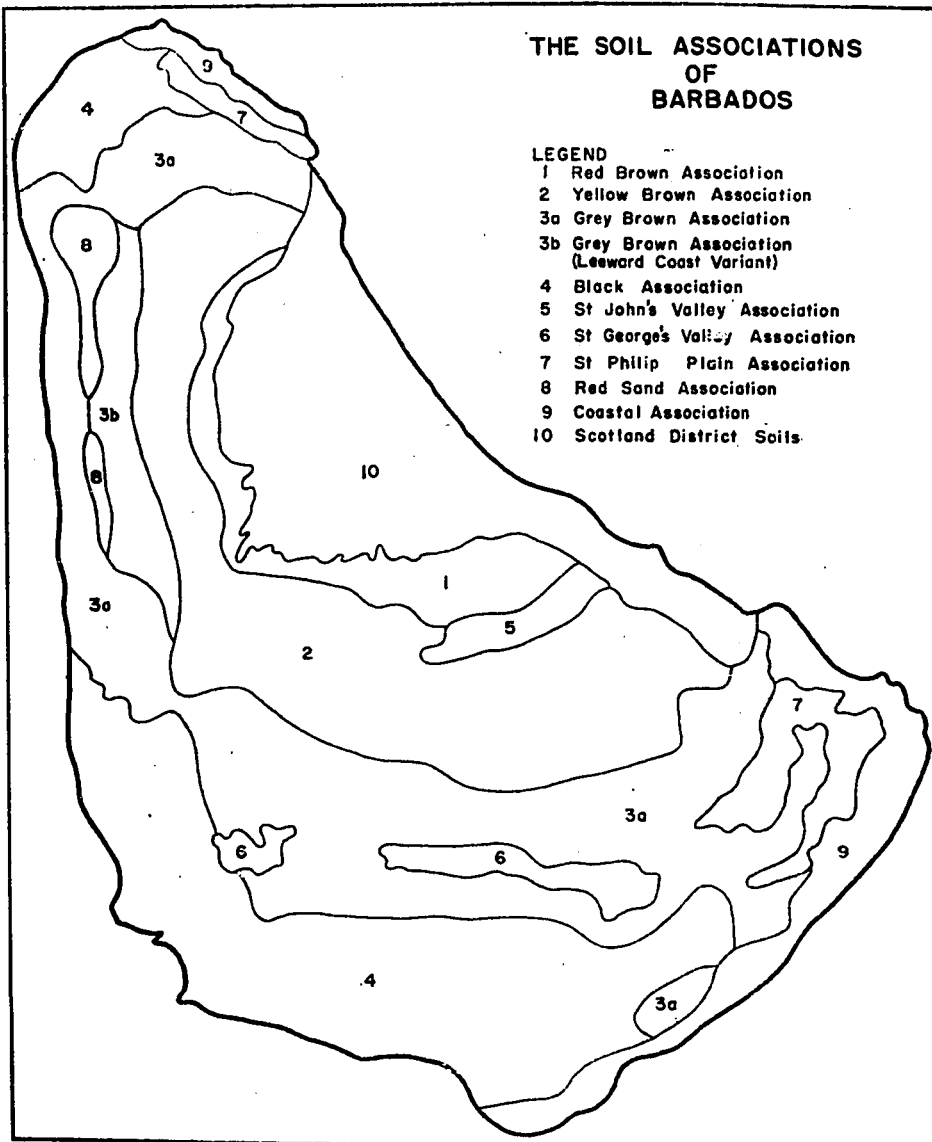 THE SOIL ASSOCIATIONS
OF
BARBADOS
LEGEND
1 Red Brown Association
2 Yellow Brown Association
3a Grey Brown Association
3b Grey Brown Association
(Leeward Coast Variant)
4 Black Association
5 St John's Valley Association
6 St George's Valley Association
7 St Philip Plain Association
8 Red Sand Association
9 Coastal Association
10 Scotland District Soils
9
4
7
3a
8
3b
10
8
1
3a
5
2
7
3a
6
6
9
4
3a